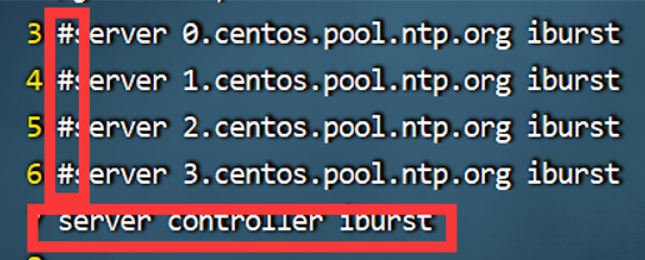 3 #server 0.centos.pool.ntp.org iburst
4 #server 1.centos.pool.ntp.org iburst
5 #server 2.centos.pool.ntp.org iburst
6 #server 3.centos.pool.ntp.org iburst
server controller iburst